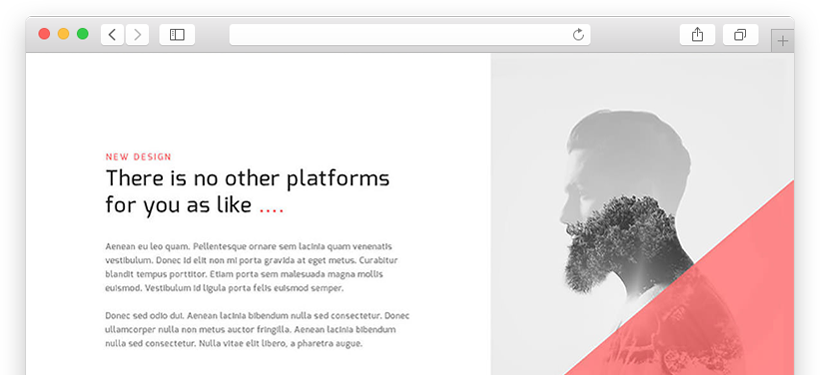 NEW DESIGN
There is no other platforms
for you as like ....
Aenean eu leo quam. Pellentesque ornare sem lacinia quam venenatis
vestibulum. Donec id elit non mi porta gravida at eget metus. Curabitur
blandit tempus porttitor. Etiam porta sem malesuada magna mollis
euismod. Vestibulum id ligula porta felis euismod semper.
Donec sed odio dui. Aenean lacinia bibendum nulla sed consectetur. Donec
ullamcorper nulla non metus auctor fringilla. Aenean lacinia bibendum
nulla sed consectetur. Nulla vitae elit libero, a pharetra augue.